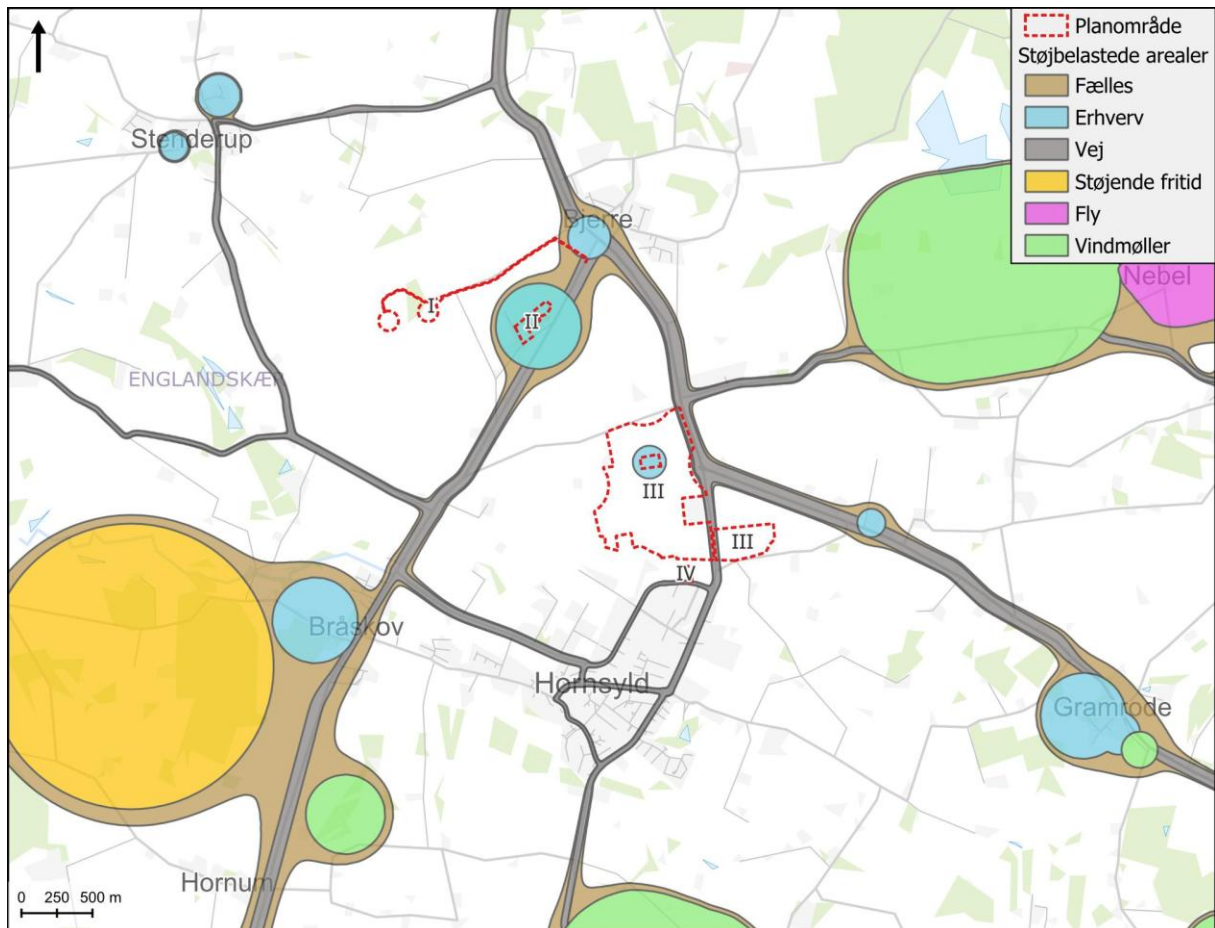 Planområde
Støjbelastede arealer
Fælles
Erhverv
Vej
Støjende fritid
Fly
Vindmøller
Stenderup
Bjerre
Nebel
I
II
ENGLANDSKÆR
III
III
IV
Bråskov
Hornsyld
Gramrode
Hornum
0 250 500 m